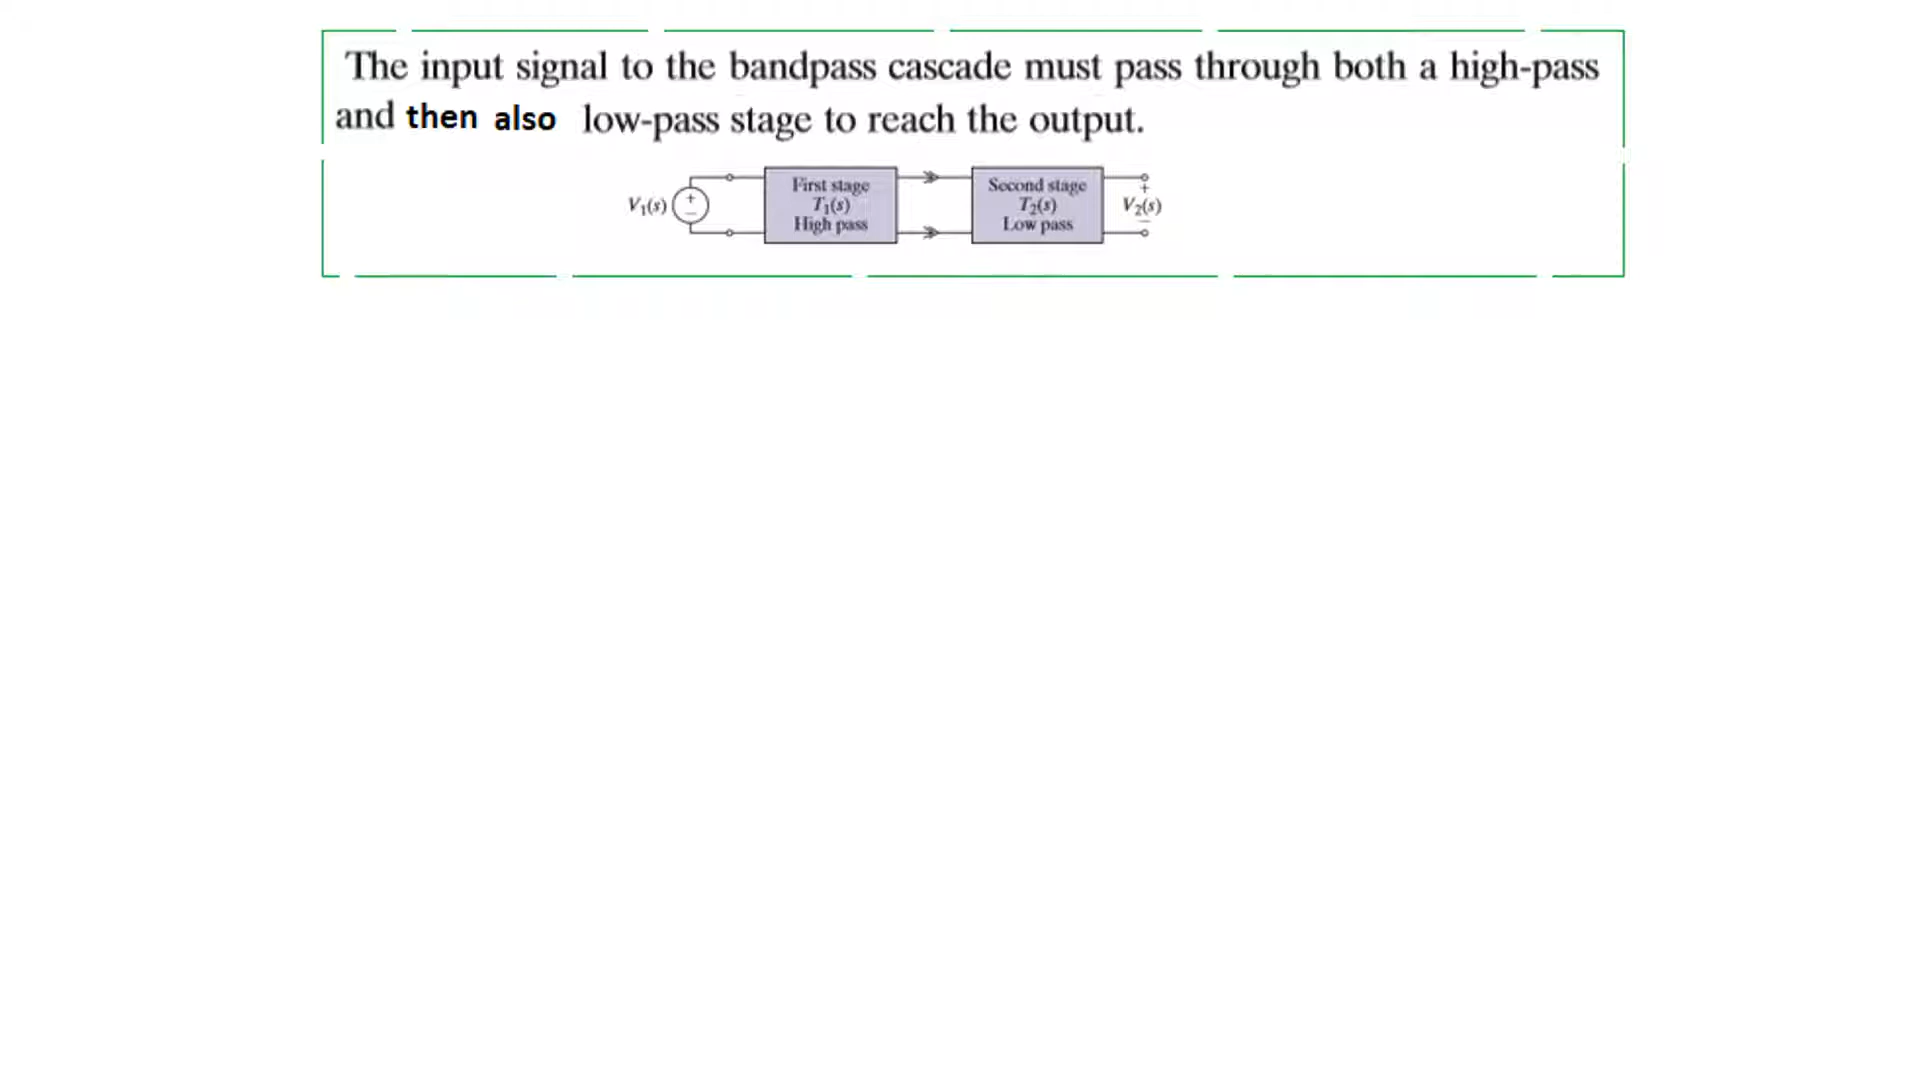 The input signal to the bandpass cascade must pass through both a high-pass
and then also low-pass stage to reach the output.
V₁(s) + −
First stage
T₁(s)
High pass
Second stage
T₂(s)
Low pass
+
V₂(s)
−